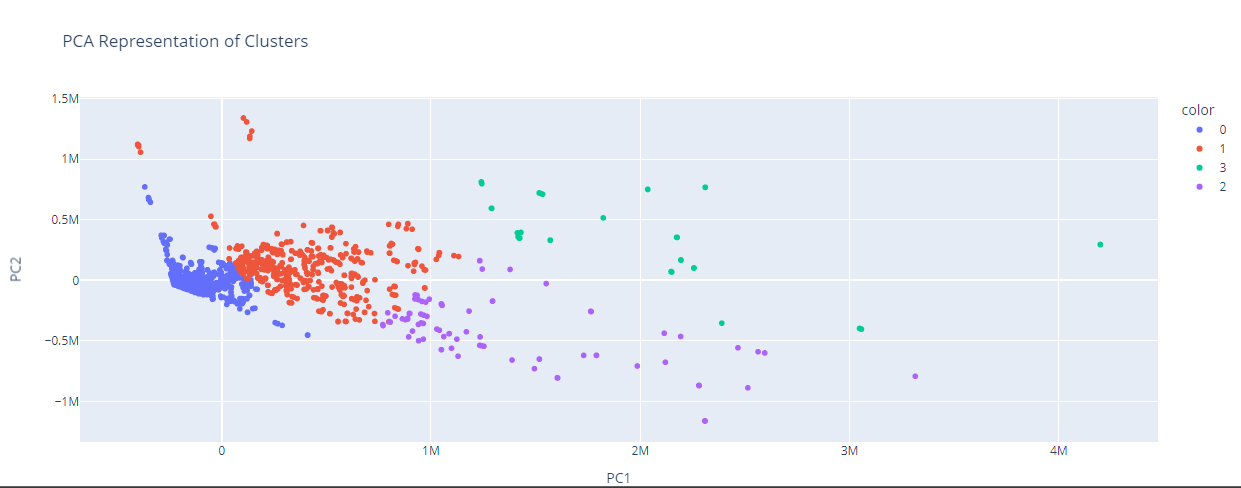 PCA Representation of Clusters
color
0
1
3
2
1.5M
1M
0.5M
0
−0.5M
−1M
PC2
0
1M
2M
3M
4M
PC1